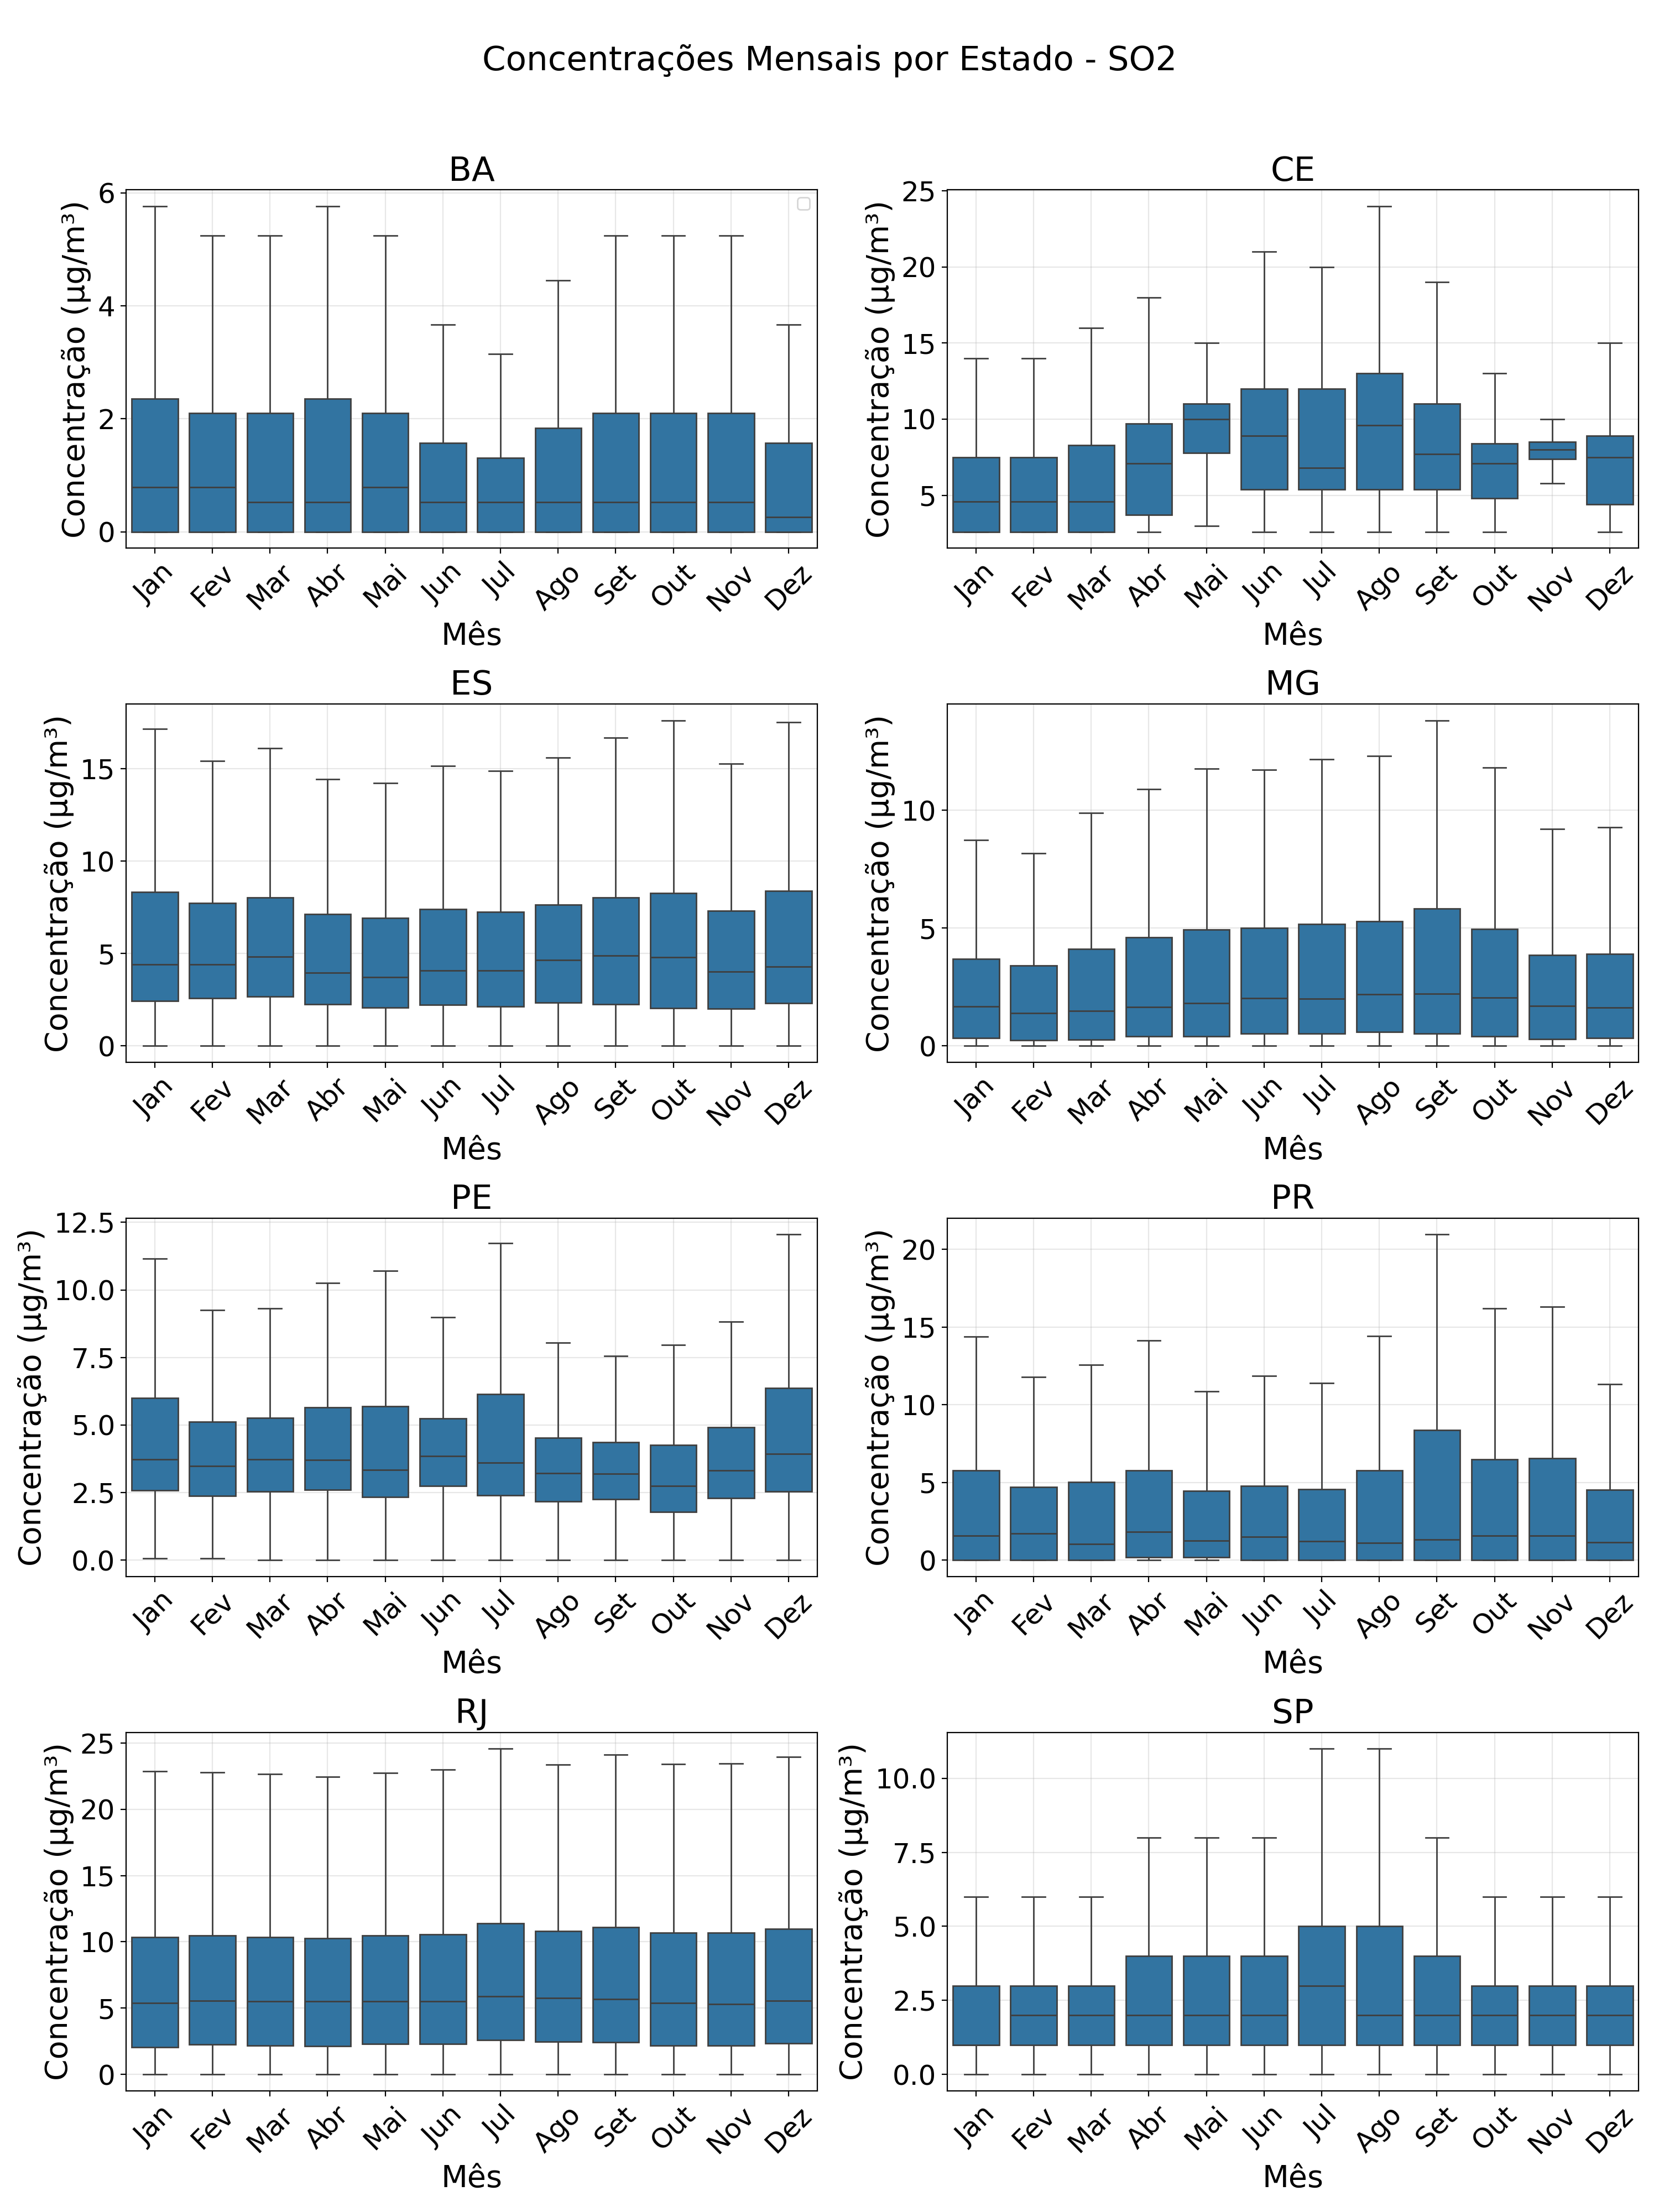 Concentrações Mensais por Estado - SO2
BA
Concentração (µg/m³)
6
4
2
0
Jan Fev Mar Abr Mai Jun Jul Ago Set Out Nov Dez
Mês
CE
Concentração (µg/m³)
25
20
15
10
5
Jan Fev Mar Abr Mai Jun Jul Ago Set Out Nov Dez
Mês
ES
Concentração (µg/m³)
15
10
5
0
Jan Fev Mar Abr Mai Jun Jul Ago Set Out Nov Dez
Mês
MG
Concentração (µg/m³)
10
5
0
Jan Fev Mar Abr Mai Jun Jul Ago Set Out Nov Dez
Mês
PE
Concentração (µg/m³)
12.5
10.0
7.5
5.0
2.5
0.0
Jan Fev Mar Abr Mai Jun Jul Ago Set Out Nov Dez
Mês
PR
Concentração (µg/m³)
20
15
10
5
0
Jan Fev Mar Abr Mai Jun Jul Ago Set Out Nov Dez
Mês
RJ
Concentração (µg/m³)
25
20
15
10
5
0
Jan Fev Mar Abr Mai Jun Jul Ago Set Out Nov Dez
Mês
SP
Concentração (µg/m³)
10.0
7.5
5.0
2.5
0.0
Jan Fev Mar Abr Mai Jun Jul Ago Set Out Nov Dez
Mês